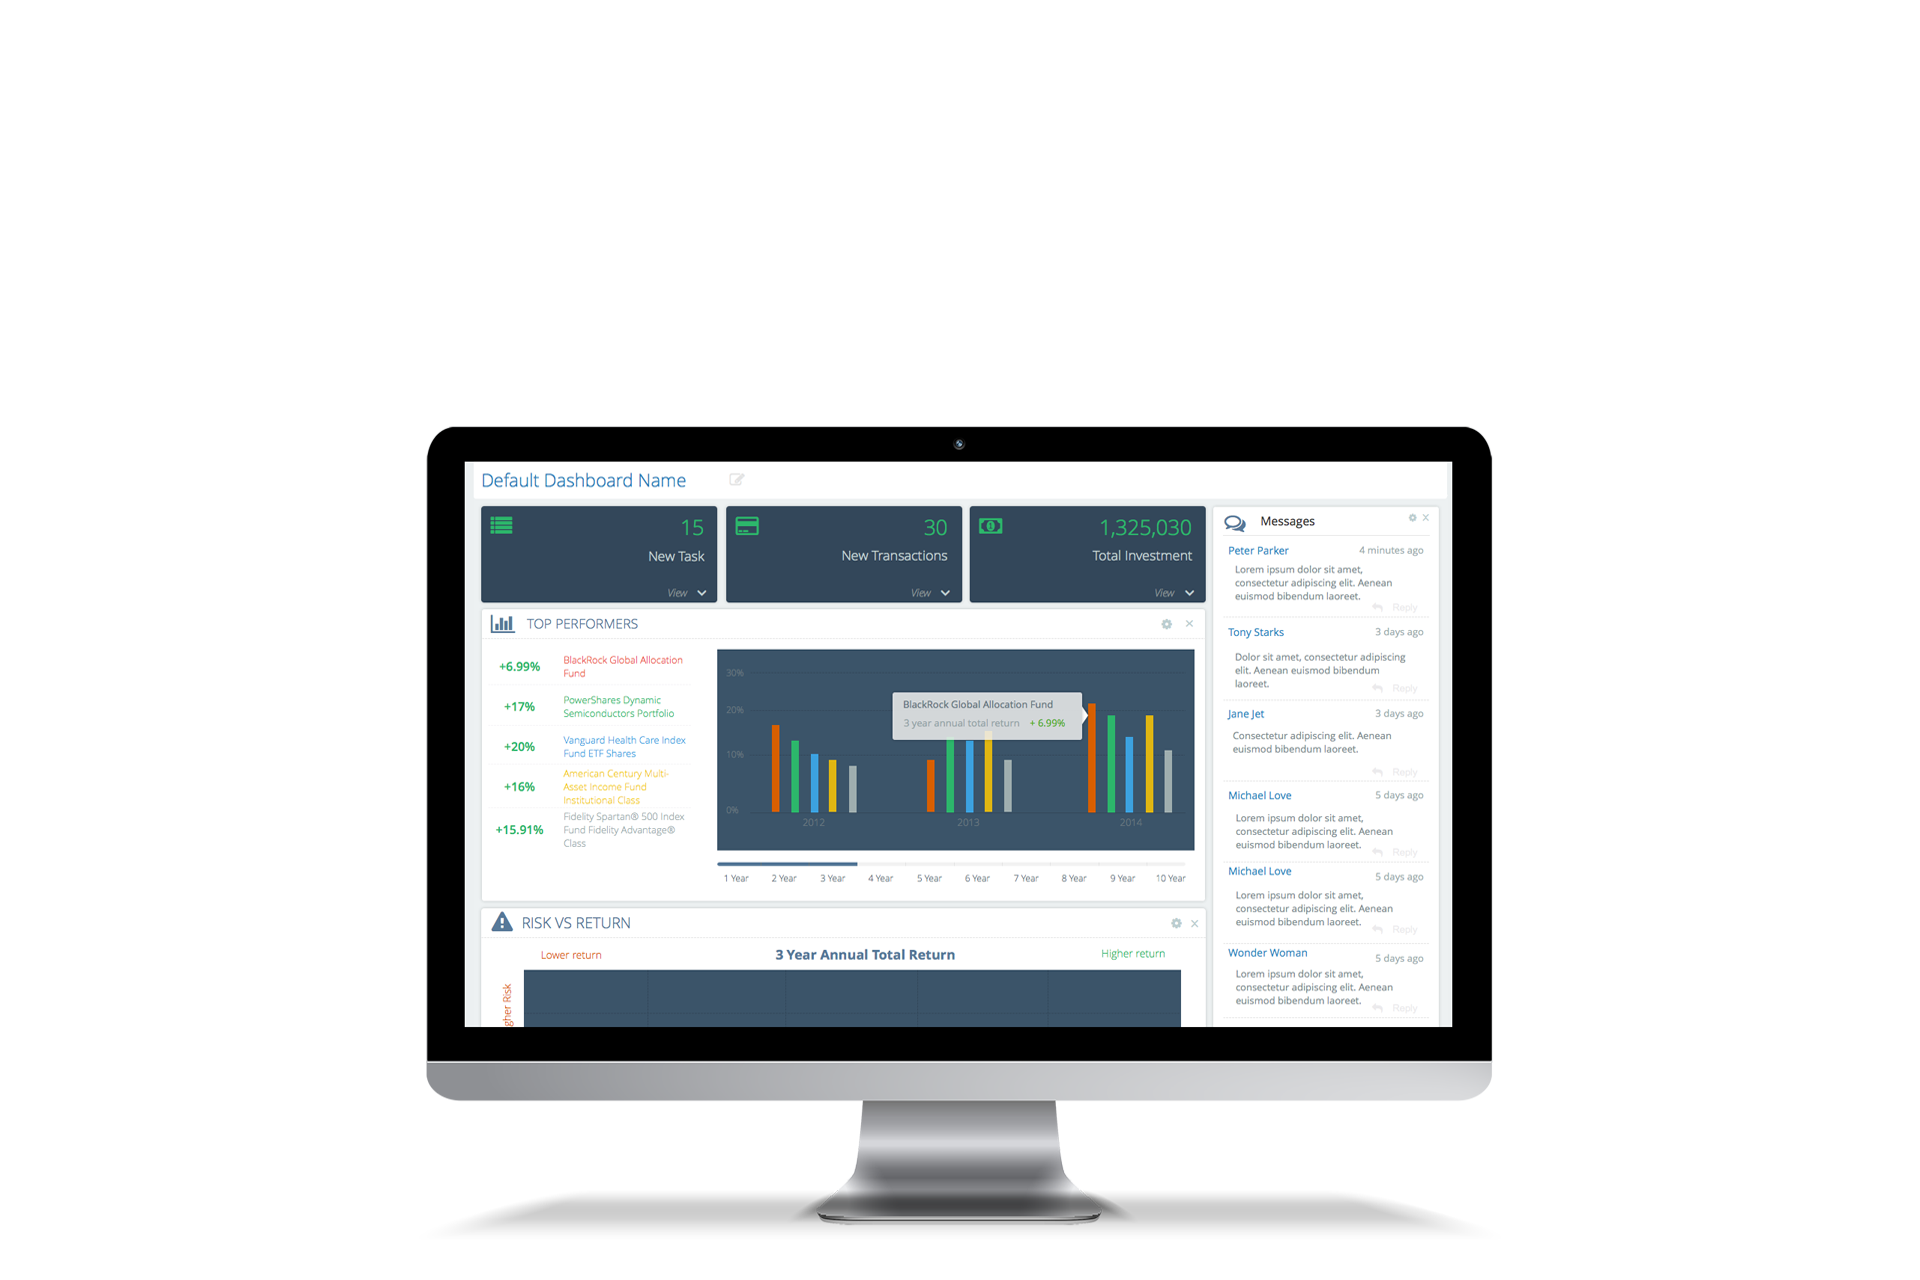 Default Dashboard Name
15
New Task
View
30
New Transactions
View
1,325,030
Total Investment
View
TOP PERFORMERS
+6.99%
BlackRock Global Allocation
Fund
+17%
PowerShares Dynamic
Semiconductors Portfolio
+20%
Vanguard Health Care Index
Fund ETF Shares
+16%
American Century Multi-
Asset Income Fund
Institutional Class
+15.91%
Fidelity Spartan® 500 Index
Fund Fidelity Advantage®
Class
30%
20%
10%
0%
BlackRock Global Allocation Fund
3 year annual total return + 6.99%
2012 2013 2014
1 Year 2 Year 3 Year 4 Year 5 Year 6 Year 7 Year 8 Year 9 Year 10 Year
RISK VS RETURN
Lower return 3 Year Annual Total Return Higher return
gher Risk
Messages
Peter Parker 4 minutes ago
Lorem ipsum dolor sit amet,
consectetur adipiscing elit. Aenean
euismod bibendum laoreet.
Reply
Tony Starks 3 days ago
Dolor sit amet, consectetur adipiscing
elit. Aenean euismod bibendum
laoreet.
Reply
Jane Jet 3 days ago
Consectetur adipiscing elit. Aenean
euismod bibendum laoreet.
Reply
Michael Love 5 days ago
Lorem ipsum dolor sit amet,
consectetur adipiscing elit. Aenean
euismod bibendum laoreet.
Reply
Michael Love 5 days ago
Lorem ipsum dolor sit amet,
consectetur adipiscing elit. Aenean
euismod bibendum laoreet.
Reply
Wonder Woman 5 days ago
Lorem ipsum dolor sit amet,
consectetur adipiscing elit. Aenean
euismod bibendum laoreet.
Reply